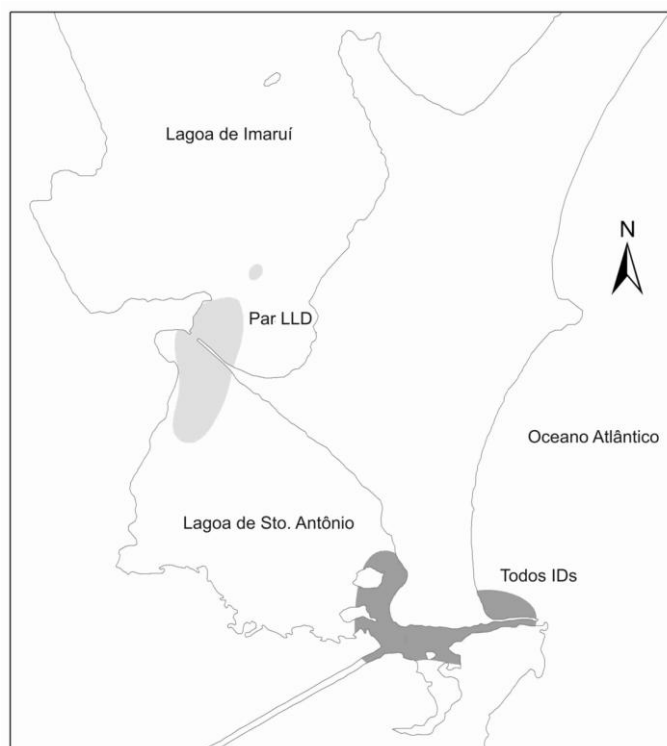 Lagoa de Imaruí
N
Par LLD
Oceano Atlântico
Lagoa de Sto. Antônio
Todos IDs